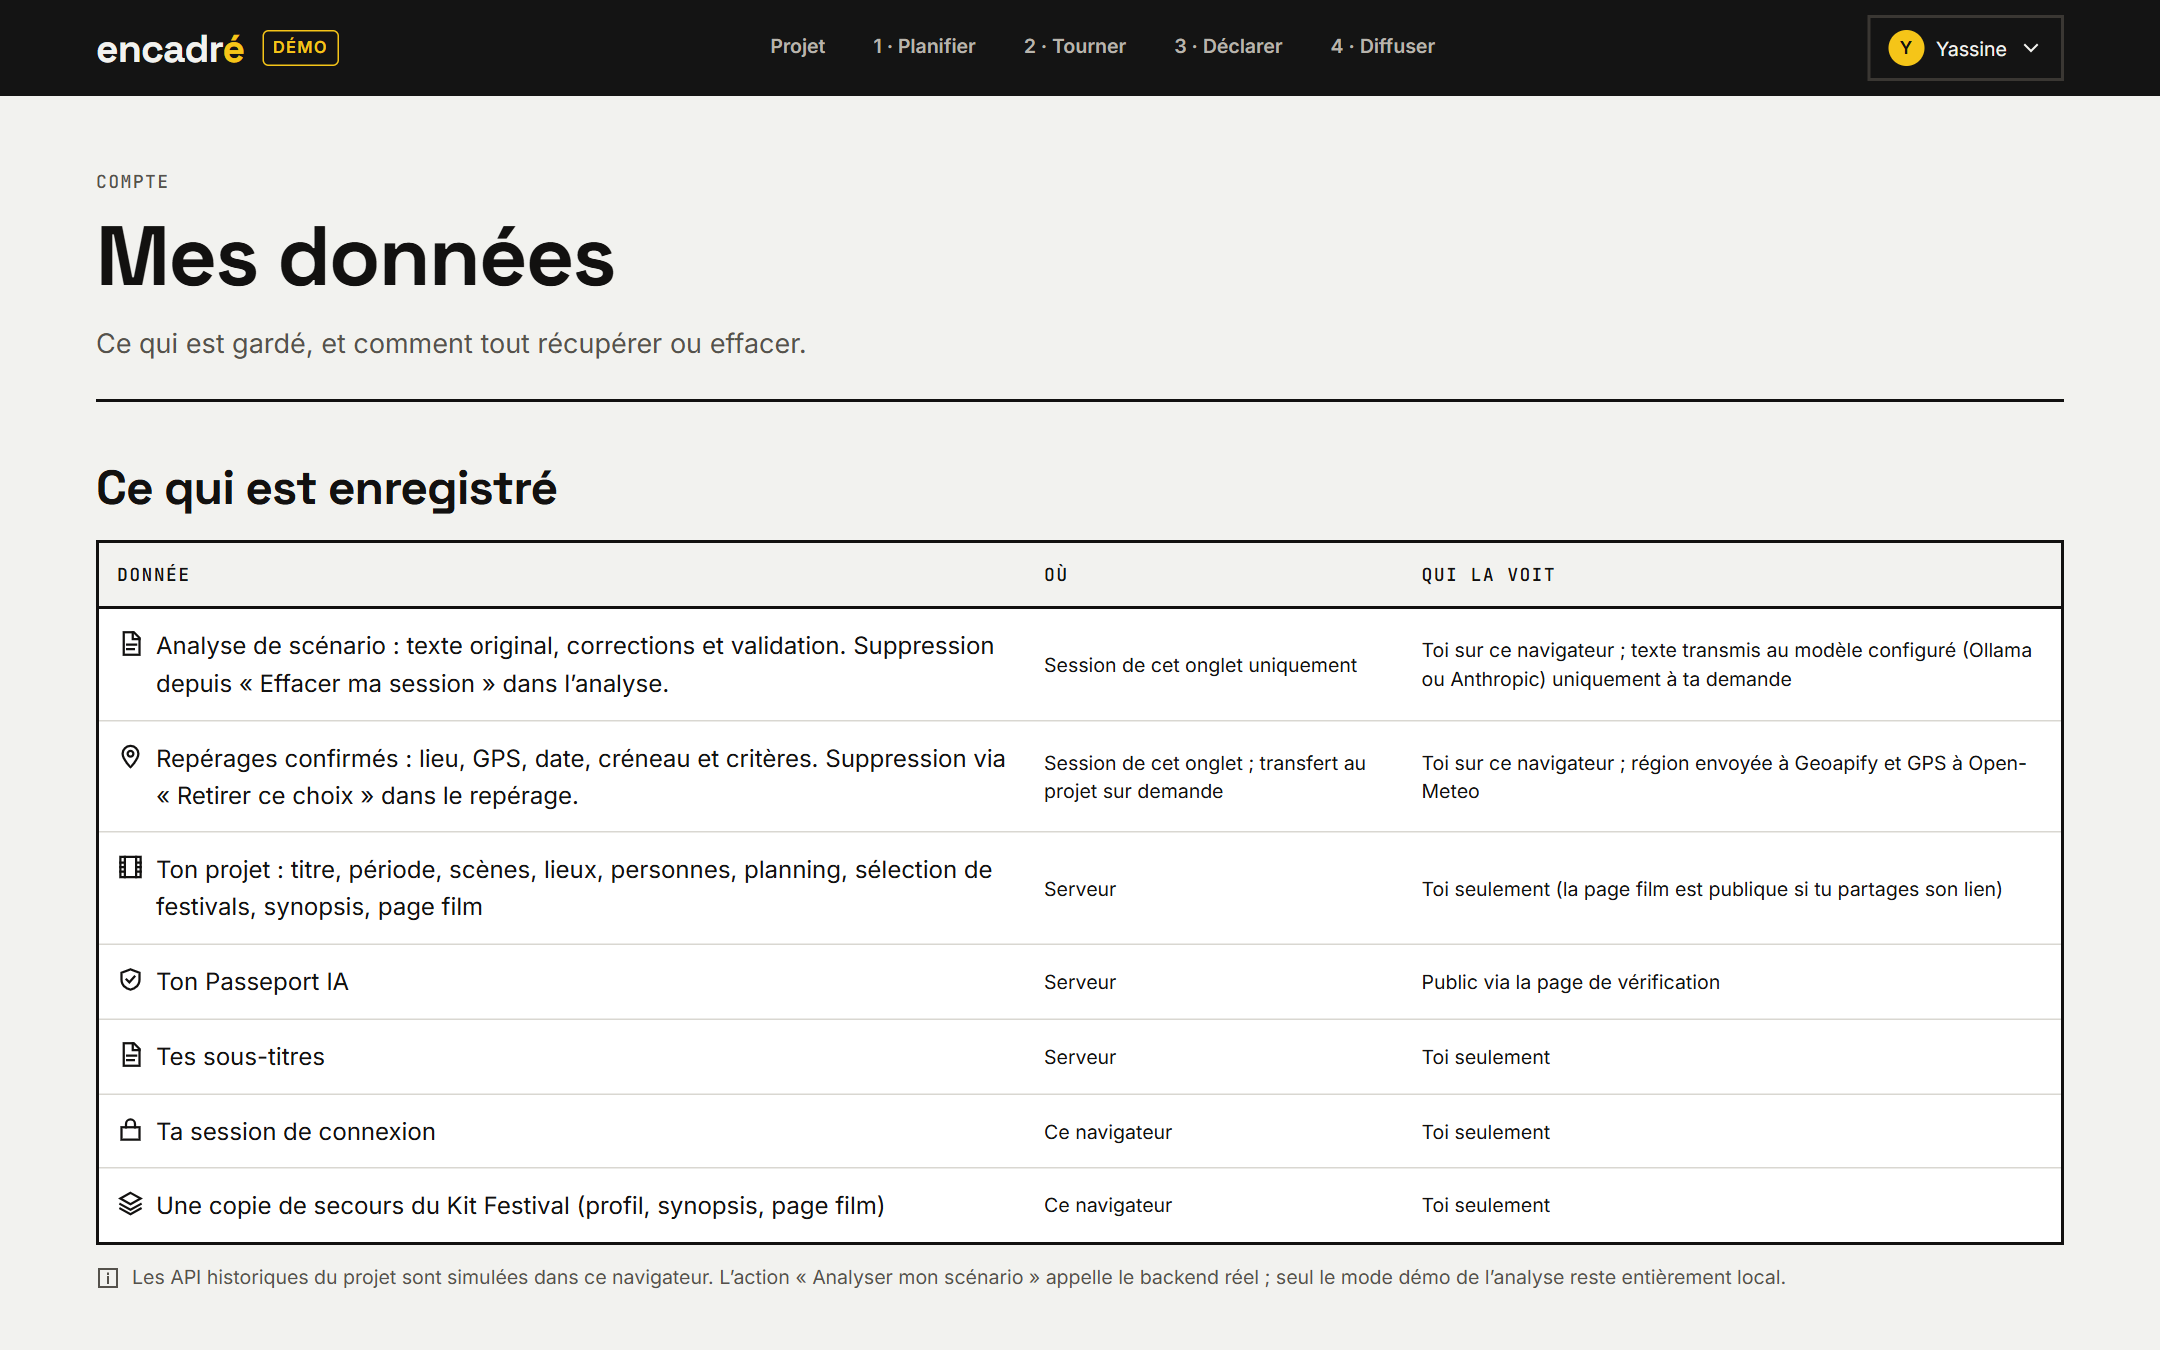 encadré DÉMO Projet 1 · Planifier 2 · Tourner 3 · Déclarer 4 · Diffuser Y Yassine
COMPTE
Mes données
Ce qui est gardé, et comment tout récupérer ou effacer.
Ce qui est enregistré
DONNÉE OÙ QUI LA VOIT
Analyse de scénario : texte original, corrections et validation. Suppression
depuis « Effacer ma session » dans l’analyse.
Session de cet onglet uniquement
Toi sur ce navigateur ; texte transmis au modèle configuré (Ollama
ou Anthropic) uniquement à ta demande
Repérages confirmés : lieu, GPS, date, créneau et critères. Suppression via
« Retirer ce choix » dans le repérage.
Session de cet onglet ; transfert au
projet sur demande
Toi sur ce navigateur ; région envoyée à Geoapify et GPS à Open-
Meteo
Ton projet : titre, période, scènes, lieux, personnes, planning, sélection de
festivals, synopsis, page film
Serveur
Toi seulement (la page film est publique si tu partages son lien)
Ton Passeport IA
Serveur
Public via la page de vérification
Tes sous-titres
Serveur
Toi seulement
Ta session de connexion
Ce navigateur
Toi seulement
Une copie de secours du Kit Festival (profil, synopsis, page film)
Ce navigateur
Toi seulement
Les API historiques du projet sont simulées dans ce navigateur. L’action « Analyser mon scénario » appelle le backend réel ; seul le mode démo de l’analyse reste entièrement local.